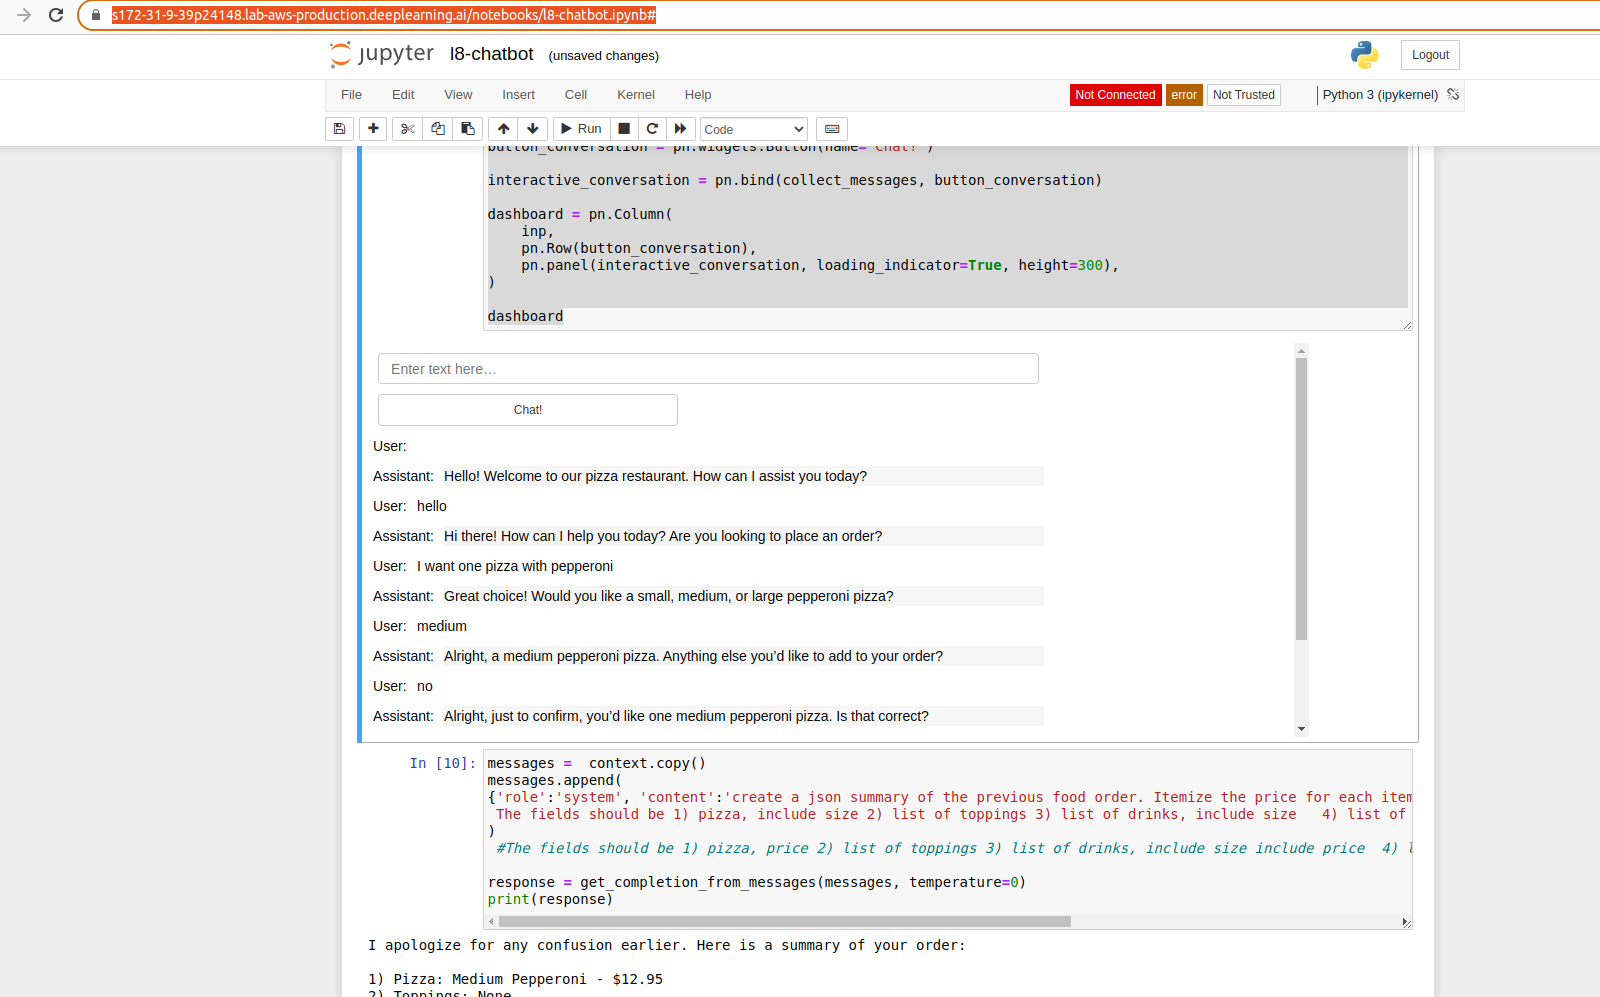 s172-31-9-39p24148.lab-aws-production.deeplearning.ai/notebooks/l8-chatbot.ipynb#
jupyter l8-chatbot (unsaved changes)
Logout
File Edit View Insert Cell Kernel Help
Not Connected error Not Trusted Python 3 (ipykernel)
Run Code
button_conversation = pn.widgets.Button(name="Chat!")
interactive_conversation = pn.bind(collect_messages, button_conversation)
dashboard = pn.Column(
    inp,
    pn.Row(button_conversation),
    pn.panel(interactive_conversation, loading_indicator=True, height=300),
)
dashboard
Enter text here…
Chat!
User:
Assistant: Hello! Welcome to our pizza restaurant. How can I assist you today?
User: hello
Assistant: Hi there! How can I help you today? Are you looking to place an order?
User: I want one pizza with pepperoni
Assistant: Great choice! Would you like a small, medium, or large pepperoni pizza?
User: medium
Assistant: Alright, a medium pepperoni pizza. Anything else you’d like to add to your order?
User: no
Assistant: Alright, just to confirm, you’d like one medium pepperoni pizza. Is that correct?
In [10]: messages =  context.copy()
messages.append(
{'role':'system', 'content':'create a json summary of the previous food order. Itemize the price for each item
 The fields should be 1) pizza, include size 2) list of toppings 3) list of drinks, include size   4) list of
)
 #The fields should be 1) pizza, price 2) list of toppings 3) list of drinks, include size include price  4)
response = get_completion_from_messages(messages, temperature=0)
print(response)
I apologize for any confusion earlier. Here is a summary of your order:
1) Pizza: Medium Pepperoni - $12.95
2) Toppings: None